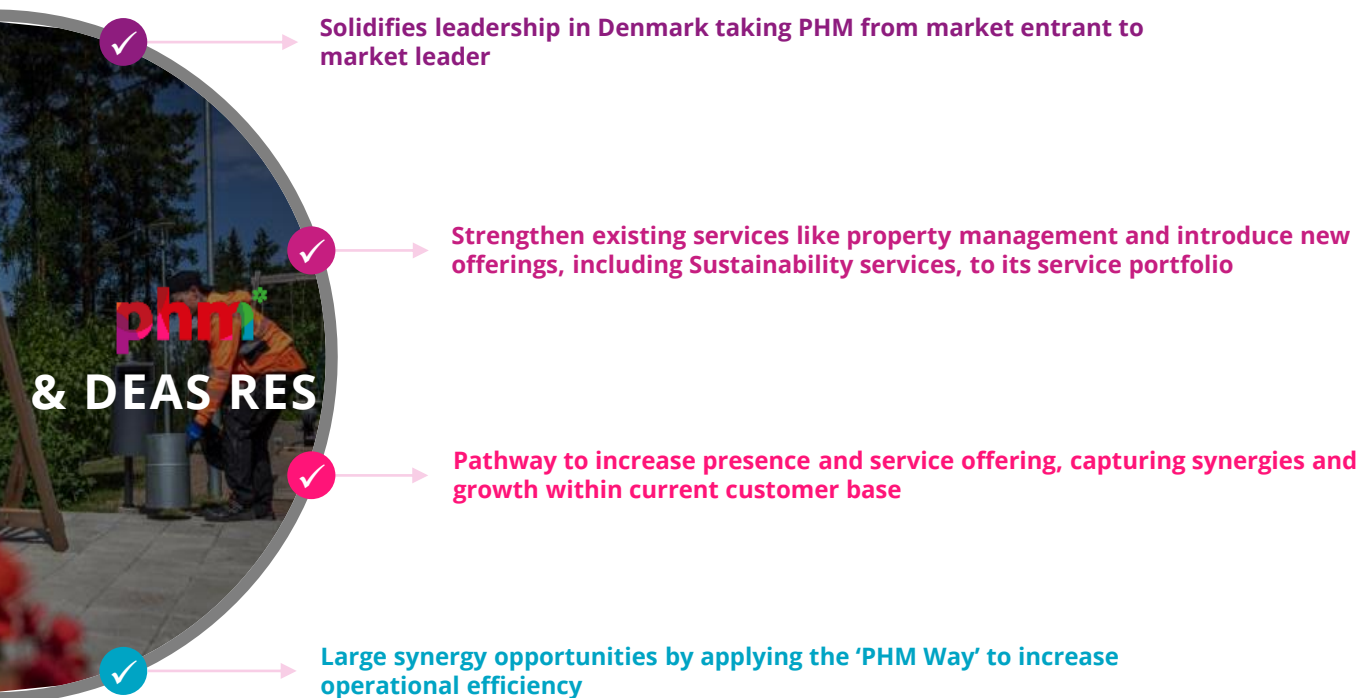 Solidifies leadership in Denmark taking PHM from market entrant to
market leader
Strengthen existing services like property management and introduce new
offerings, including Sustainability services, to its service portfolio
phm
& DEAS RES
Pathway to increase presence and service offering, capturing synergies and
growth within current customer base
Large synergy opportunities by applying the ‘PHM Way’ to increase
operational efficiency